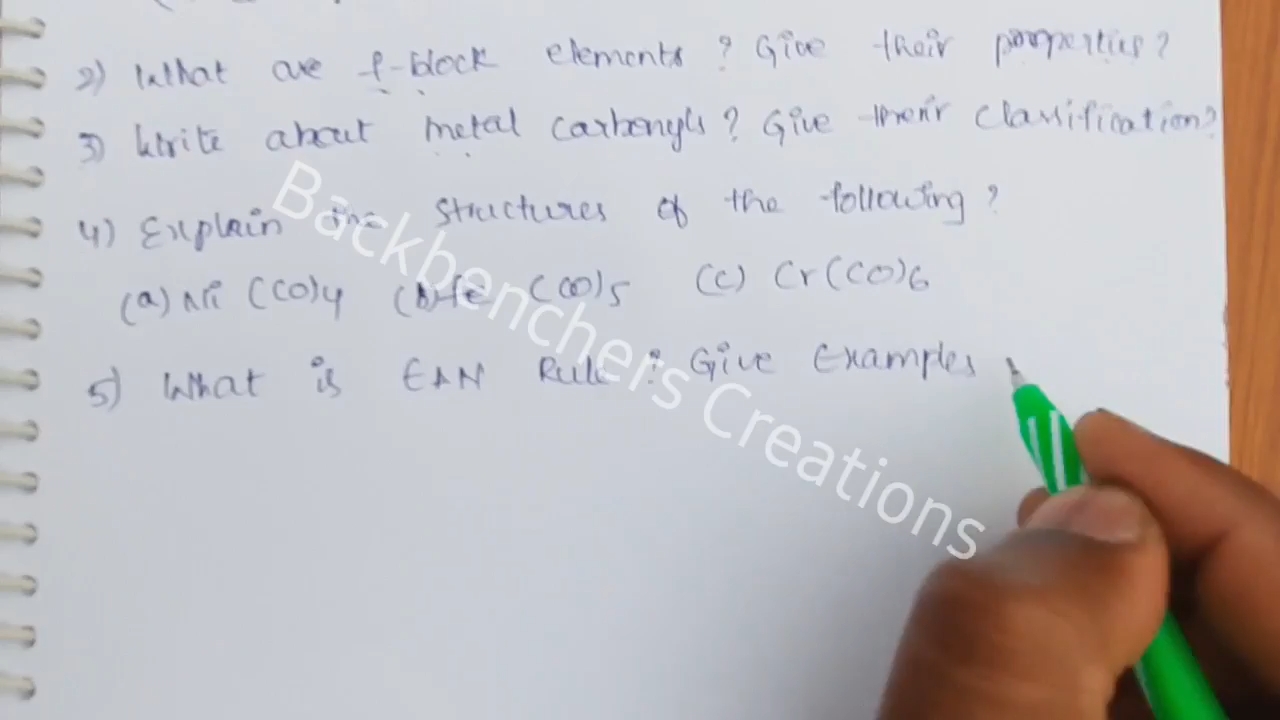 2) What are f-block elements ? Give their properties ?
3) Write about metal carbonyls ? Give their Classification ?
4) Explain the Structures of the following ?
(a) Ni (CO)4 (b) Fe (CO)5 (C) Cr(CO)6
5) What is EAN Rule ? Give Examples
Backbenchers Creations